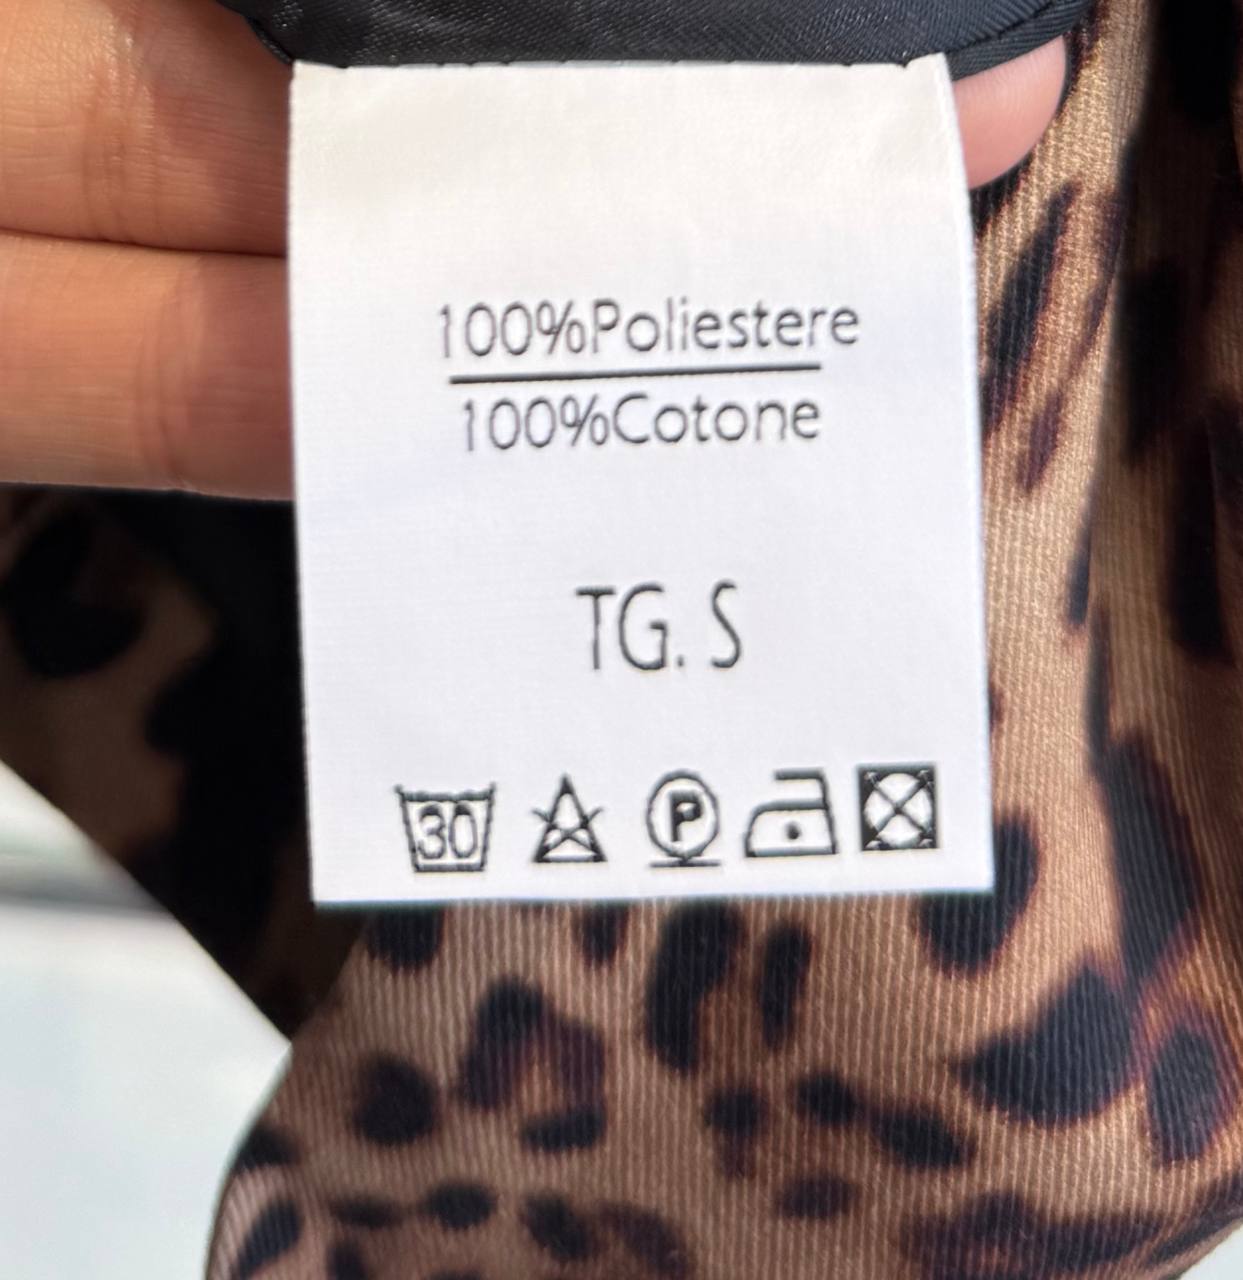 100%Poliestere
100%Cotone
TG. S
30 P